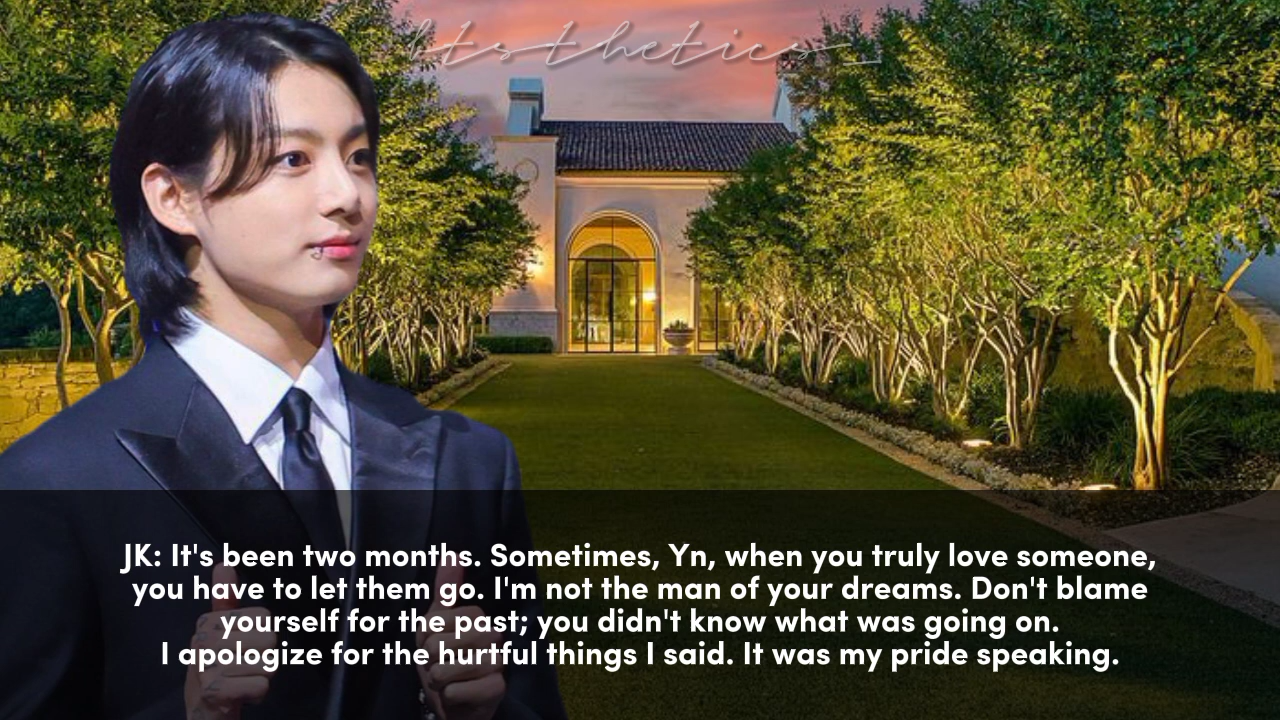 btsthetics_
JK: It's been two months. Sometimes, Yn, when you truly love someone,
you have to let them go. I'm not the man of your dreams. Don't blame
yourself for the past; you didn't know what was going on.
I apologize for the hurtful things I said. It was my pride speaking.